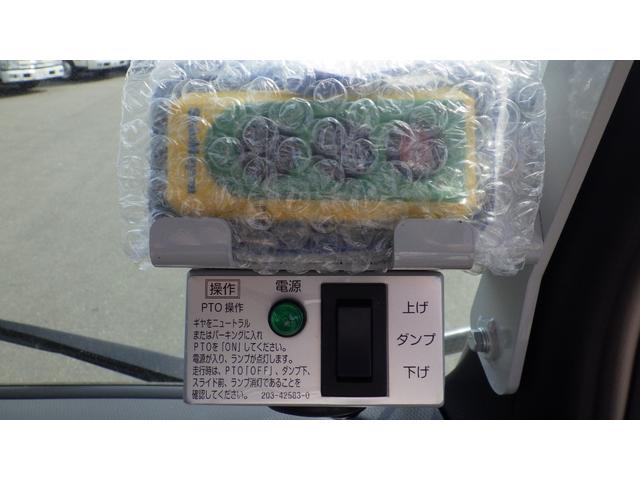 操作
電源
PTO 操作
ギヤをニュートラル
またはパーキングに入れ
PTOを「ON」してください。
電源が入り、ランプが点灯します。
走行時は、PTO「OFF」、ダンプ下、
スライド前、ランプ消灯であることを
確認してください。 203-42583-0
上げ
ダンプ
下げ